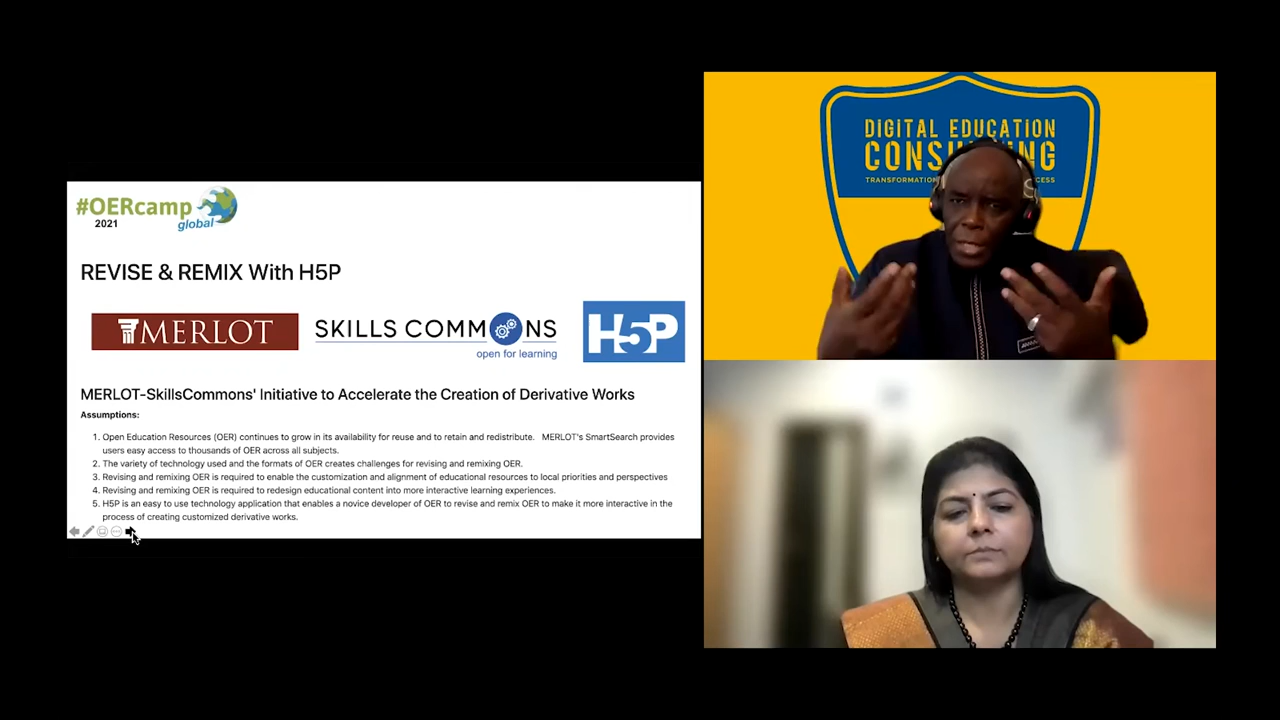 #OERcamp
2021
global
REVISE & REMIX With H5P
MERLOT
SKILLS COMMONS
open for learning
H5P
MERLOT-SkillsCommons' Initiative to Accelerate the Creation of Derivative Works
Assumptions:
1. Open Education Resources (OER) continues to grow in its availability for reuse and to retain and redistribute. MERLOT's SmartSearch provides
users easy access to thousands of OER across all subjects.
2. The variety of technology used and the formats of OER creates challenges for revising and remixing OER.
3. Revising and remixing OER is required to enable the customization and alignment of educational resources to local priorities and perspectives
4. Revising and remixing OER is required to redesign educational content into more interactive learning experiences.
5. H5P is an easy to use technology application that enables a novice developer of OER to revise and remix OER to make it more interactive in the
process of creating customized derivative works.
DIGITAL EDUCATION